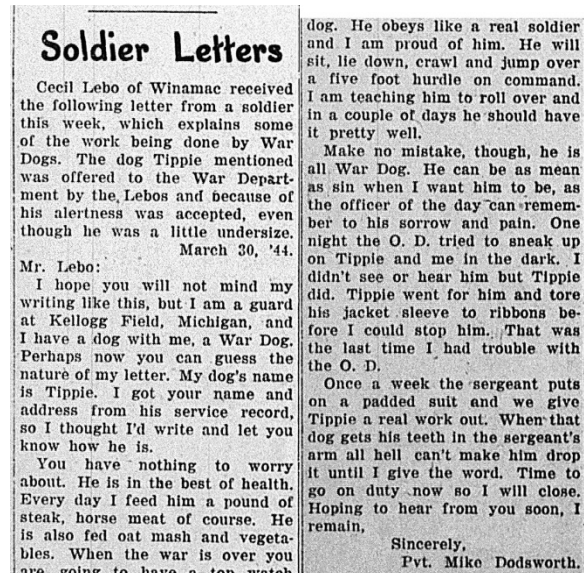 Soldier Letters
Cecil Lebo of Winamac received
the following letter from a soldier
this week, which explains some
of the work being done by War
Dogs. The dog Tippie mentioned
was offered to the War Depart-
ment by the Lebos and because of
his alertness was accepted, even
though he was a little undersize.
March 30, '44.
Mr. Lebo:
I hope you will not mind my
writing like this, but I am a guard
at Kellogg Field, Michigan, and
I have a dog with me, a War Dog.
Perhaps now you can guess the
nature of my letter. My dog's name
is Tippie. I got your name and
address from his service record,
so I thought I'd write and let you
know how he is.
You have nothing to worry
about. He is in the best of health.
Every day I feed him a pound of
steak, horse meat of course. He
is also fed oat mash and vegeta-
bles. When the war is over you
are going to have a top watch
dog. He obeys like a real soldier
and I am proud of him. He will
sit, lie down, crawl and jump over
a five foot hurdle on command.
I am teaching him to roll over and
in a couple of days he should have
it pretty well.
Make no mistake, though, he is
all War Dog. He can be as mean
as sin when I want him to be, as
the officer of the day can remem-
ber to his sorrow and pain. One
night the O. D. tried to sneak up
on Tippie and me in the dark. I
didn't see or hear him but Tippie
did. Tippie went for him and tore
his jacket sleeve to ribbons be-
fore I could stop him. That was
the last time I had trouble with
the O. D.
Once a week the sergeant puts
on a padded suit and we give
Tippie a real work out. When that
dog gets his teeth in the sergeant's
arm all hell can't make him drop
it until I give the word. Time to
go on duty now so I will close.
Hoping to hear from you soon, I
remain,
Sincerely,
Pvt. Mike Dodsworth.